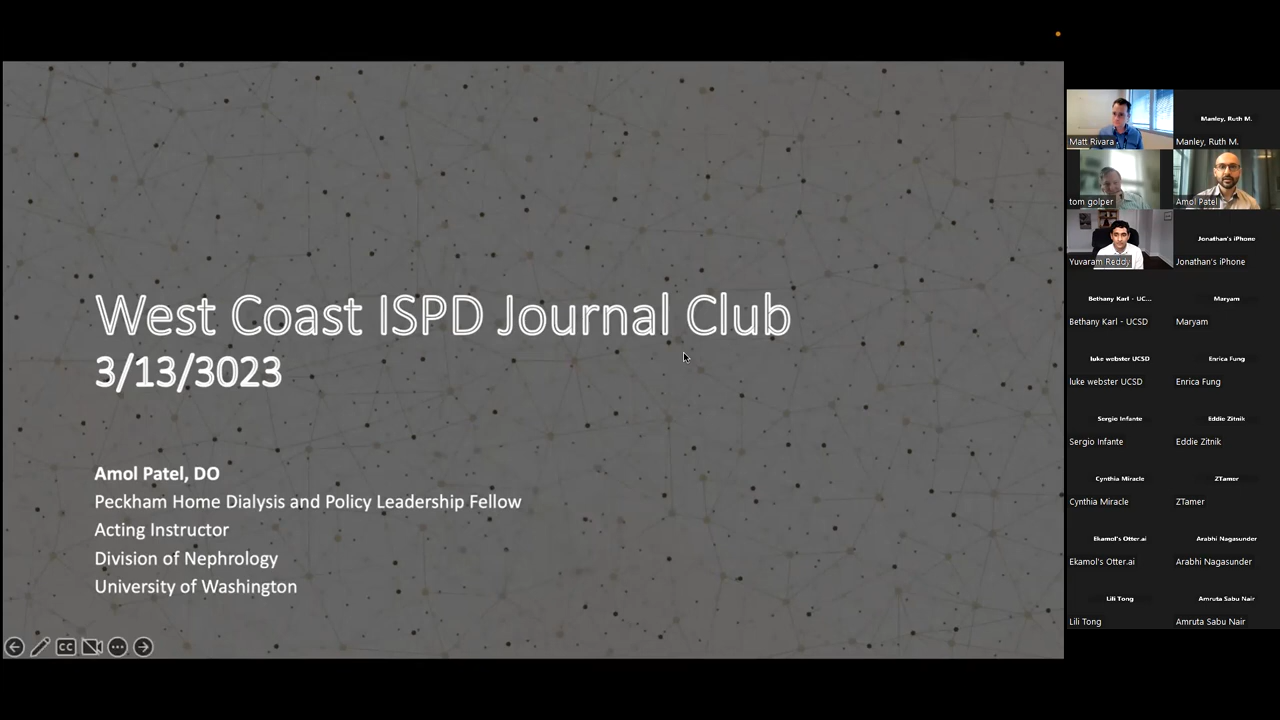 West Coast ISPD Journal Club
3/13/3023
Amol Patel, DO
Peckham Home Dialysis and Policy Leadership Fellow
Acting Instructor
Division of Nephrology
University of Washington
CC
Matt Rivara
Manley, Ruth M.
Manley, Ruth M.
tom golper
Amol Patel
Yuvaram Reddy
Jonathan's iPhone
Jonathan's iPhone
Bethany Karl - UC...
Bethany Karl - UCSD
Maryam
Maryam
luke webster UCSD
luke webster UCSD
Enrica Fung
Enrica Fung
Sergio Infante
Sergio Infante
Eddie Zitnik
Eddie Zitnik
Cynthia Miracle
Cynthia Miracle
ZTamer
ZTamer
Ekamol's Otter.ai
Ekamol's Otter.ai
Arabhi Nagasunder
Arabhi Nagasunder
Lili Tong
Lili Tong
Amruta Sabu Nair
Amruta Sabu Nair